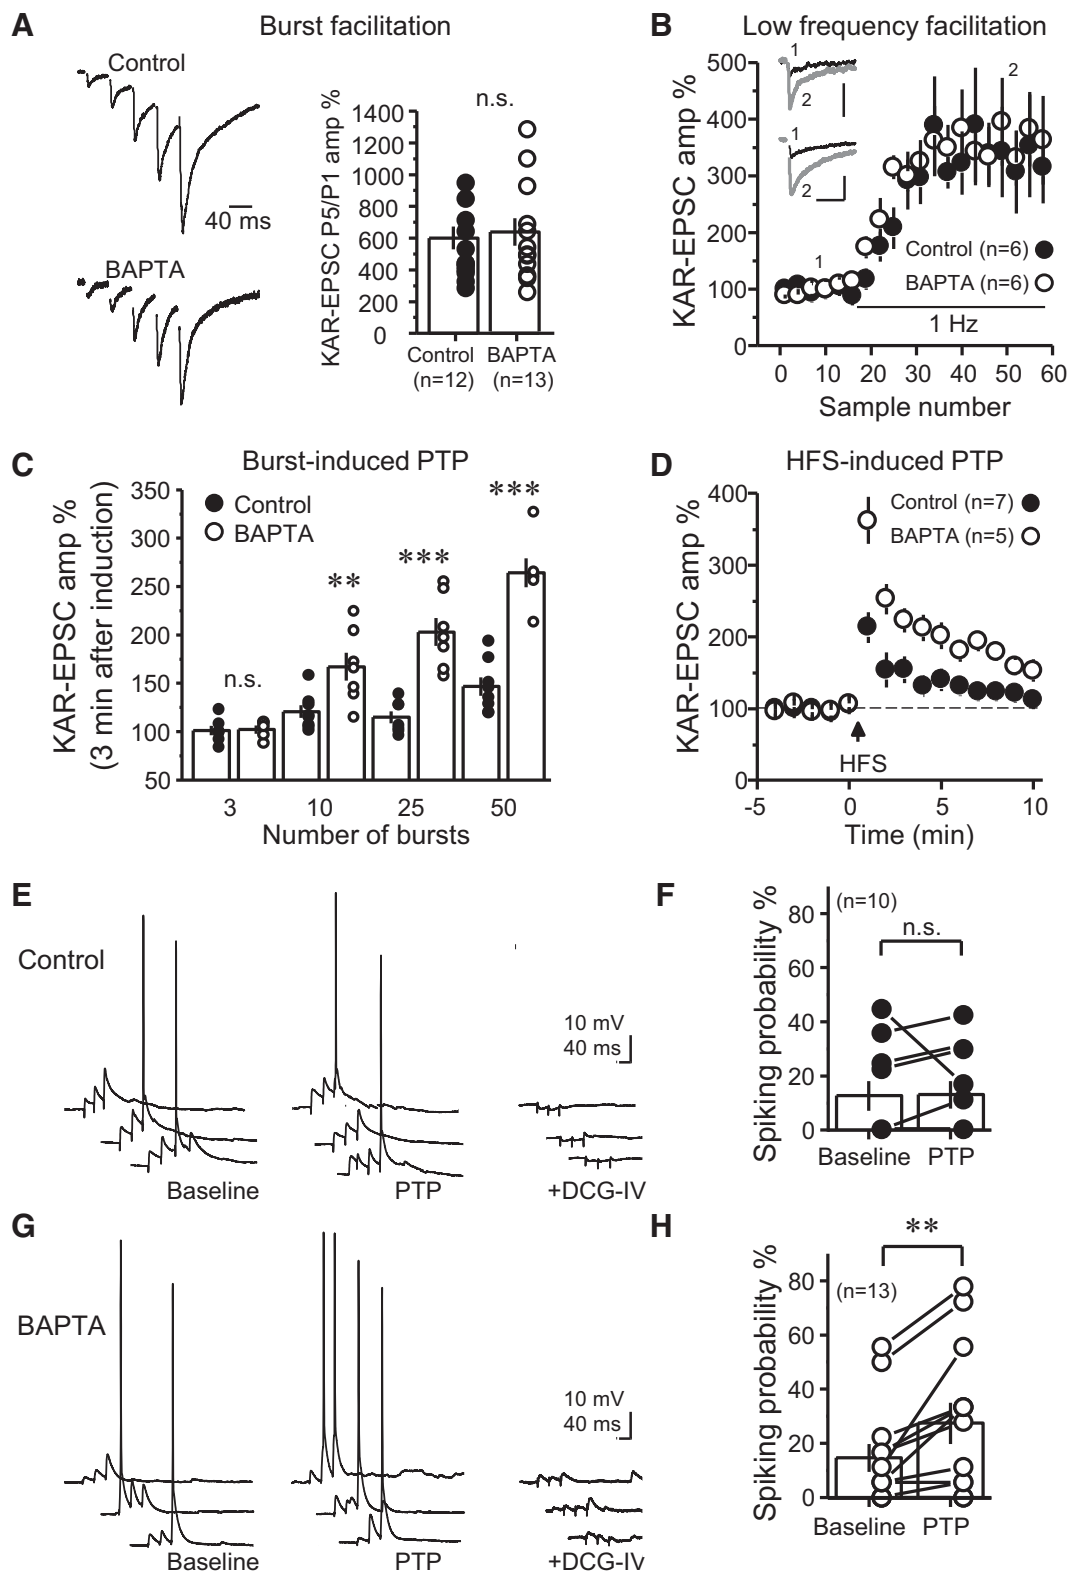 A
Burst facilitation
Control
40 ms
BAPTA
KAR-EPSC P5/P1 amp %
1400
1200
1000
800
600
400
200
0
n.s.
Control
(n=12)
BAPTA
(n=13)
B
Low frequency facilitation
KAR-EPSC amp %
500
400
300
200
100
0
1
2
1
2
1
2
Control (n=6)
BAPTA (n=6)
1 Hz
0 10 20 30 40 50 60
Sample number
C
Burst-induced PTP
KAR-EPSC amp %
(3 min after induction)
350
300
250
200
150
100
50
Control
BAPTA
n.s.
**
***
***
3 10 25 50
Number of bursts
D
HFS-induced PTP
KAR-EPSC amp %
400
300
200
100
0
Control (n=7)
BAPTA (n=5)
HFS
-5 0 5 10
Time (min)
E
Control
10 mV
40 ms
Baseline
PTP
+DCG-IV
F
Spiking probability %
80
60
40
20
0
(n=10)
n.s.
Baseline PTP
G
BAPTA
10 mV
40 ms
Baseline
PTP
+DCG-IV
H
Spiking probability %
80
60
40
20
0
(n=13)
**
Baseline PTP